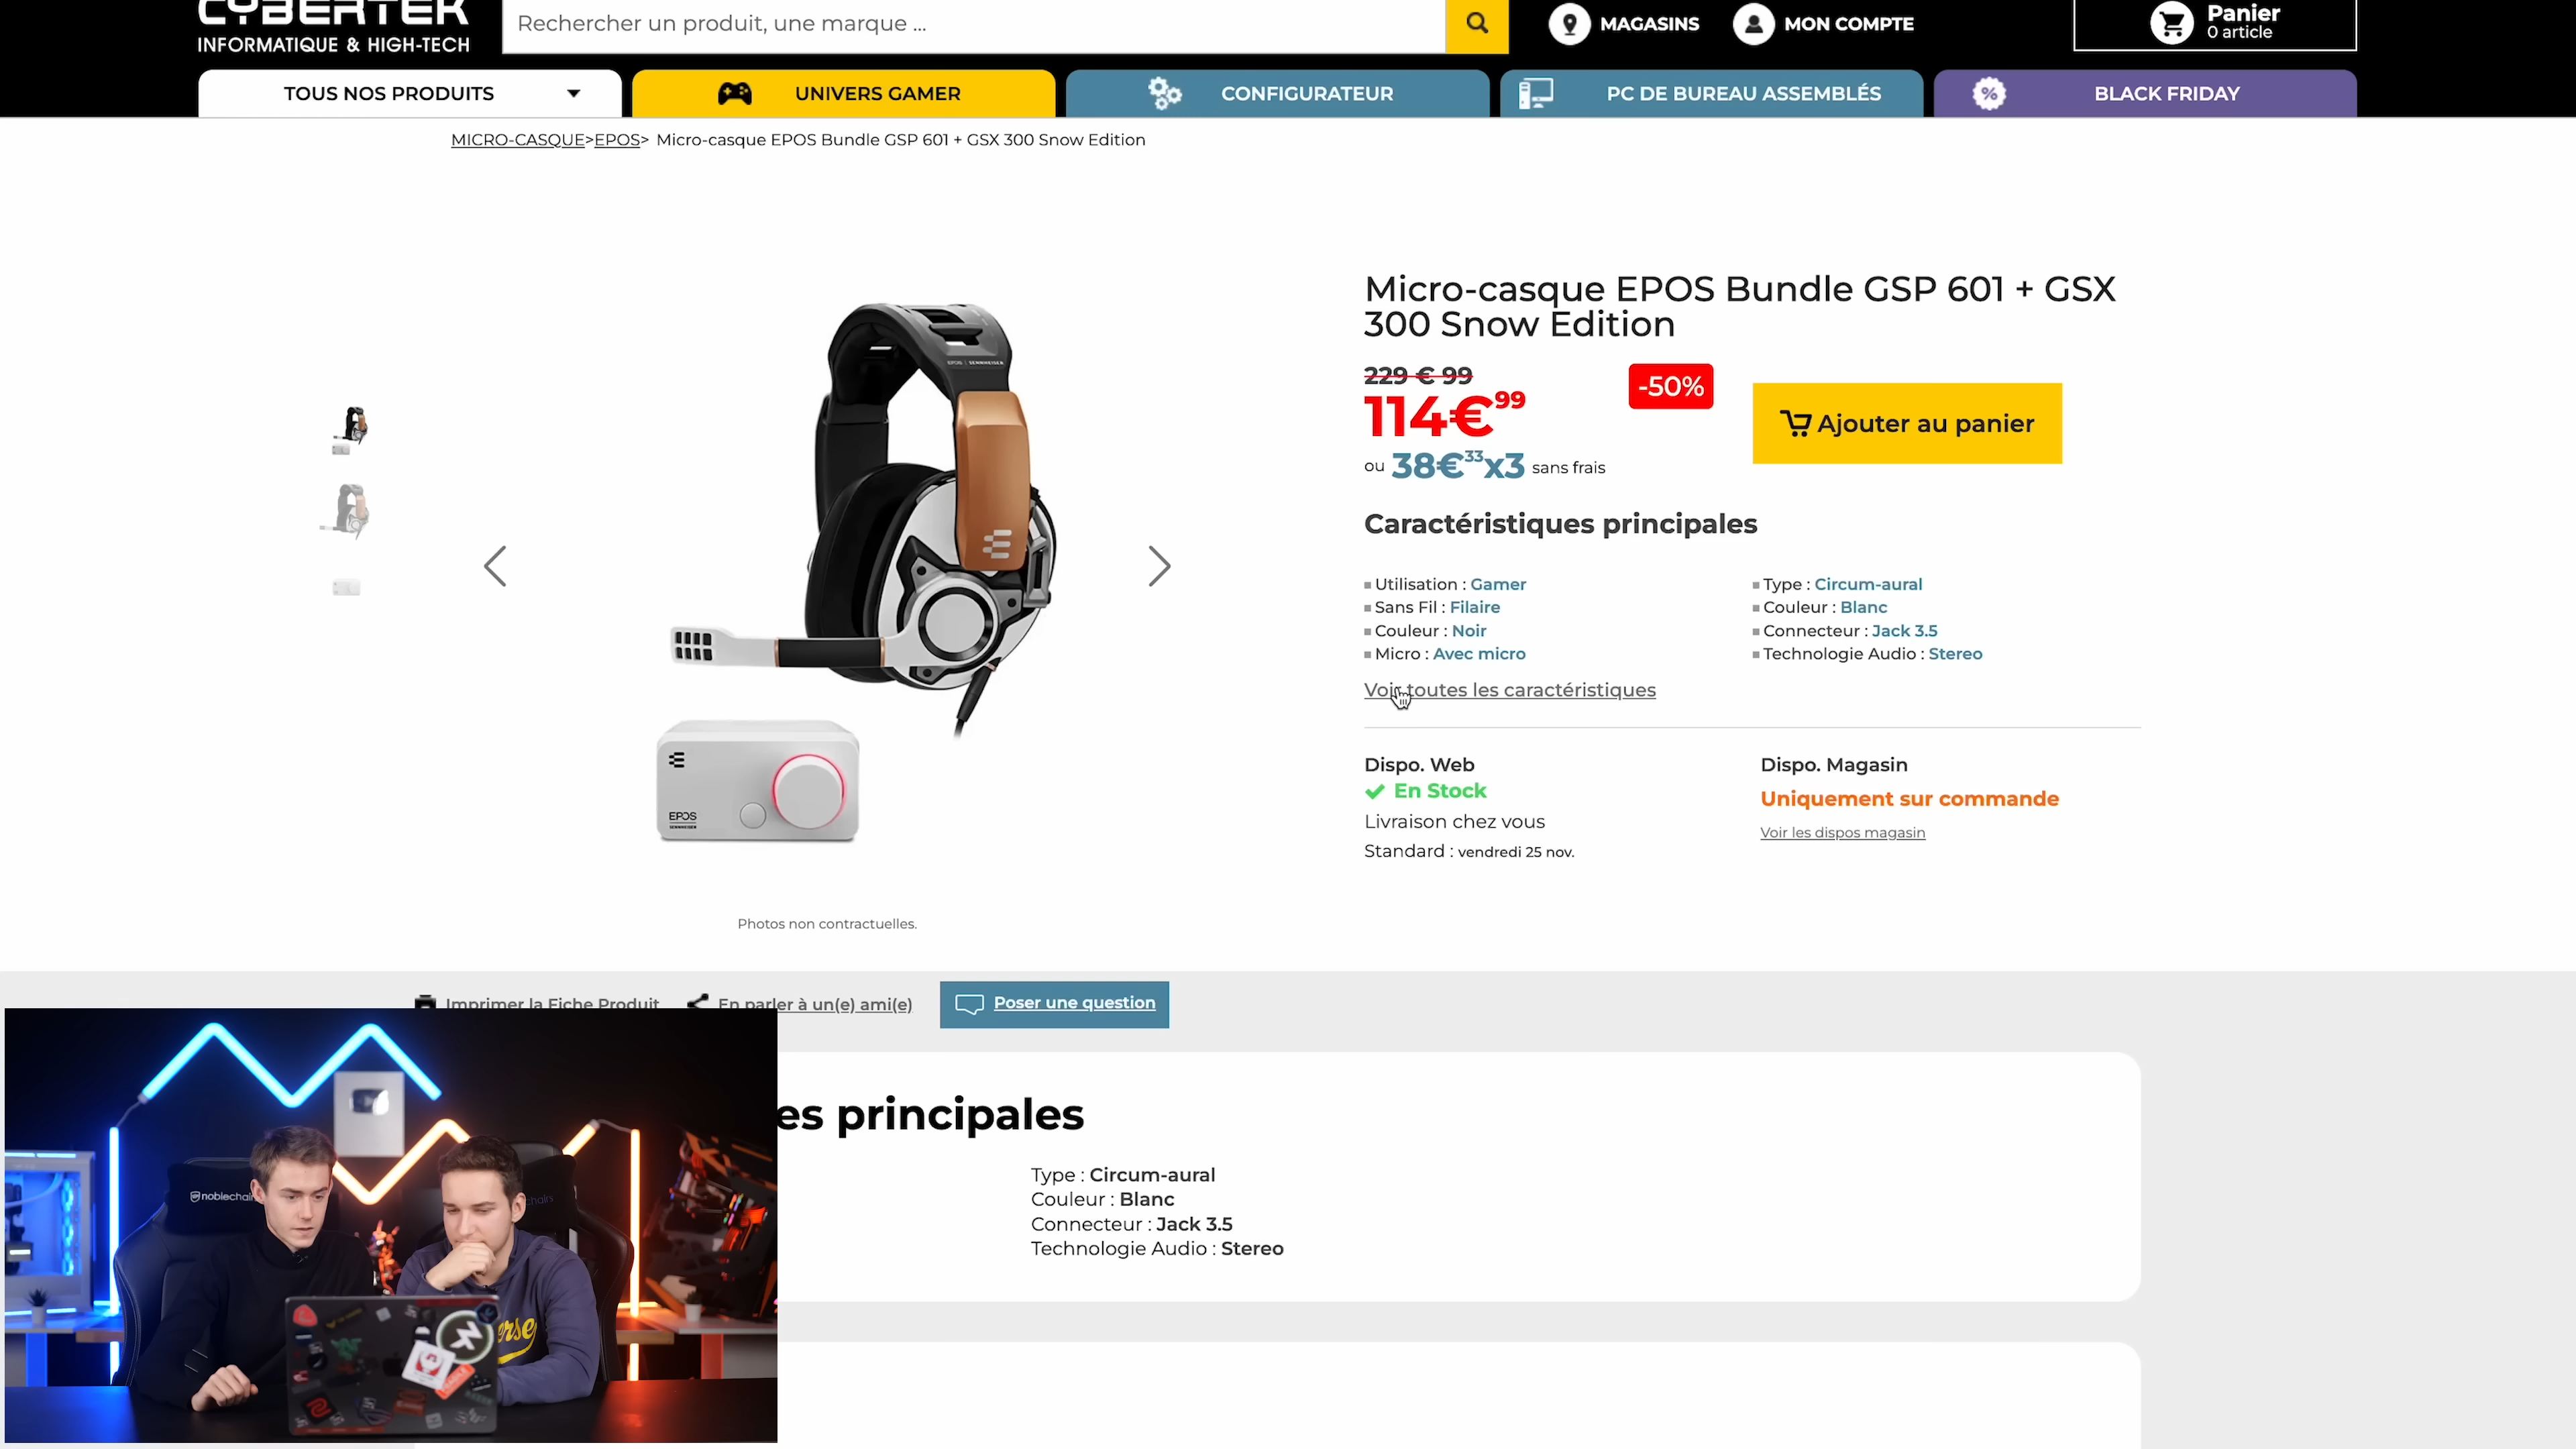 CYBERTEK
INFORMATIQUE & HIGH-TECH
Rechercher un produit, une marque ...
MAGASINS
MON COMPTE
Panier
0 article
TOUS NOS PRODUITS
UNIVERS GAMER
CONFIGURATEUR
PC DE BUREAU ASSEMBLÉS
%
BLACK FRIDAY
MICRO-CASQUE>EPOS> Micro-casque EPOS Bundle GSP 601 + GSX 300 Snow Edition
Micro-casque EPOS Bundle GSP 601 + GSX
300 Snow Edition
229 € 99
-50%
114€99
Ajouter au panier
ou 38€33x3 sans frais
Caractéristiques principales
Utilisation : Gamer
Sans Fil : Filaire
Couleur : Noir
Micro : Avec micro
Type : Circum-aural
Couleur : Blanc
Connecteur : Jack 3.5
Technologie Audio : Stereo
Voir toutes les caractéristiques
Dispo. Web
En Stock
Livraison chez vous
Standard : vendredi 25 nov.
Dispo. Magasin
Uniquement sur commande
Voir les dispos magasin
EPOS | SENNHEISER
EPOS
SENNHEISER
Photos non contractuelles.
Imprimer la Fiche Produit
En parler à un(e) ami(e)
Poser une question
es principales
Type : Circum-aural
Couleur : Blanc
Connecteur : Jack 3.5
Technologie Audio : Stereo
noblechair
chairs
erse